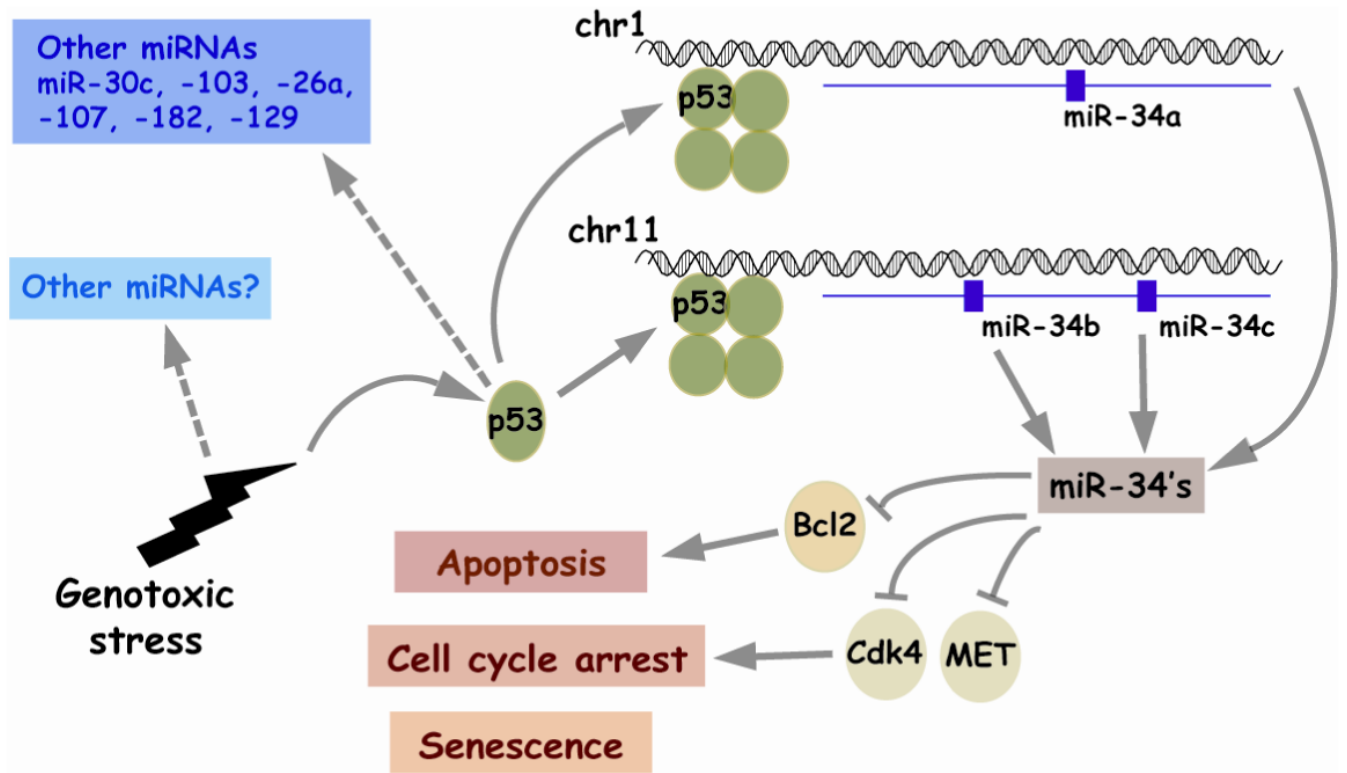 Other miRNAs
miR-30c, -103, -26a,
-107, -182, -129
chr1
p53
miR-34a
chr11
p53
miR-34b
miR-34c
Other miRNAs?
p53
miR-34's
Bcl2
Apoptosis
Genotoxic
stress
Cdk4
MET
Cell cycle arrest
Senescence